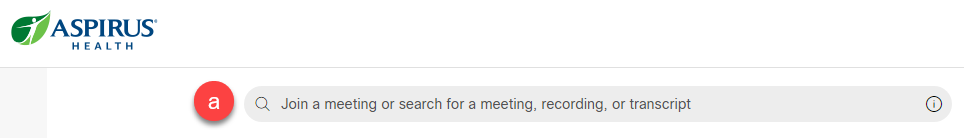 ASPIRUS®
HEALTH
a
Join a meeting or search for a meeting, recording, or transcript